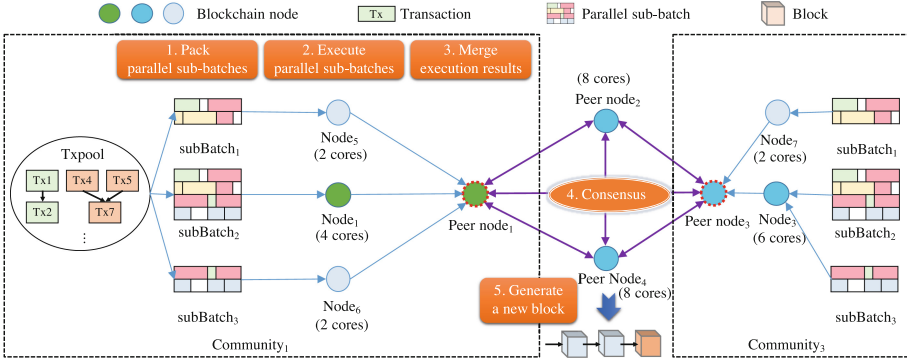 Blockchain node
Tx
Transaction
Parallel sub-batch
Block
1. Pack
parallel sub-batches
2. Execute
parallel sub-batches
3. Merge
execution results
Txpool
Tx1
Tx4
Tx5
Tx2
Tx7
⋮
subBatch₁
subBatch₂
subBatch₃
Node₅
(2 cores)
Node₁
(4 cores)
Node₆
(2 cores)
Peer node₁
Community₁
(8 cores)
Peer node₂
4. Consensus
Peer Node₄
(8 cores)
5. Generate
a new block
Peer node₃
Node₇
(2 cores)
Node₃
(6 cores)
subBatch₁
subBatch₂
subBatch₃
Community₃